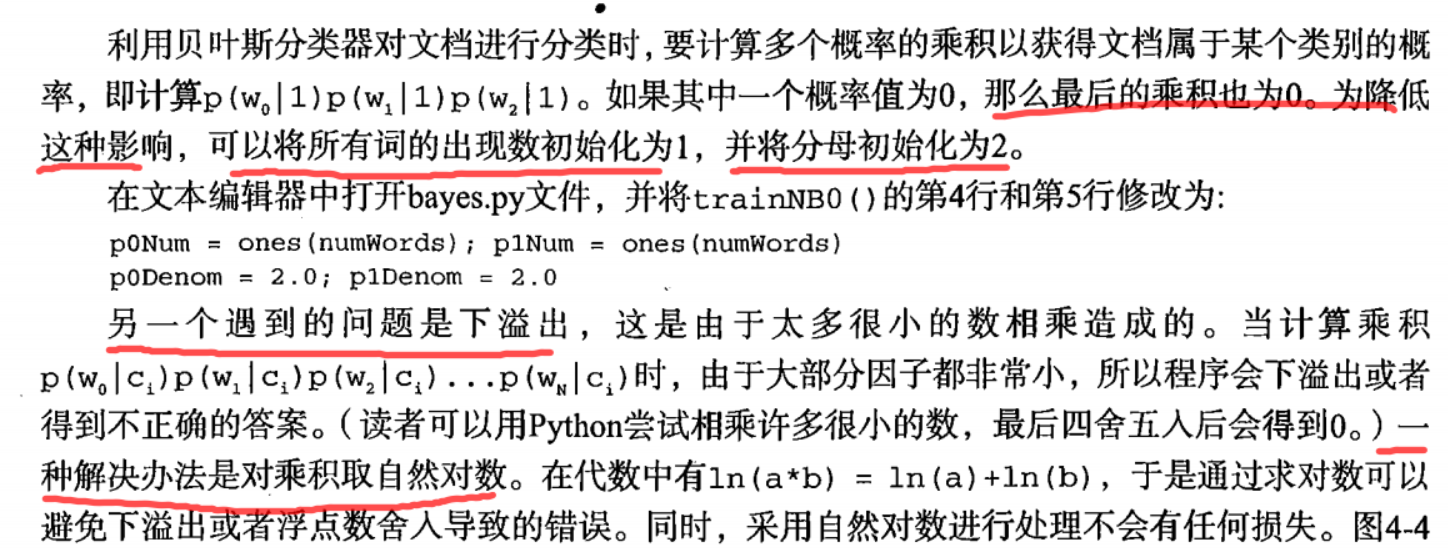 利用贝叶斯分类器对文档进行分类时，要计算多个概率的乘积以获得文档属于某个类别的概
率，即计算p(w₀|1)p(w₁|1)p(w₂|1)。如果其中一个概率值为0，那么最后的乘积也为0。为降低
这种影响，可以将所有词的出现数初始化为1，并将分母初始化为2。
在文本编辑器中打开bayes.py文件，并将trainNB0()的第4行和第5行修改为:
p0Num = ones(numWords); p1Num = ones(numWords)
p0Denom = 2.0; p1Denom = 2.0
另一个遇到的问题是下溢出，这是由于太多很小的数相乘造成的。当计算乘积
p(w₀|cᵢ)p(w₁|cᵢ)p(w₂|cᵢ)...p(w_N|cᵢ)时，由于大部分因子都非常小，所以程序会下溢出或者
得到不正确的答案。（读者可以用Python尝试相乘许多很小的数，最后四舍五入后会得到0。）一
种解决办法是对乘积取自然对数。在代数中有ln(a*b) = ln(a)+ln(b)，于是通过求对数可以
避免下溢出或者浮点数舍入导致的错误。同时，采用自然对数进行处理不会有任何损失。图4-4